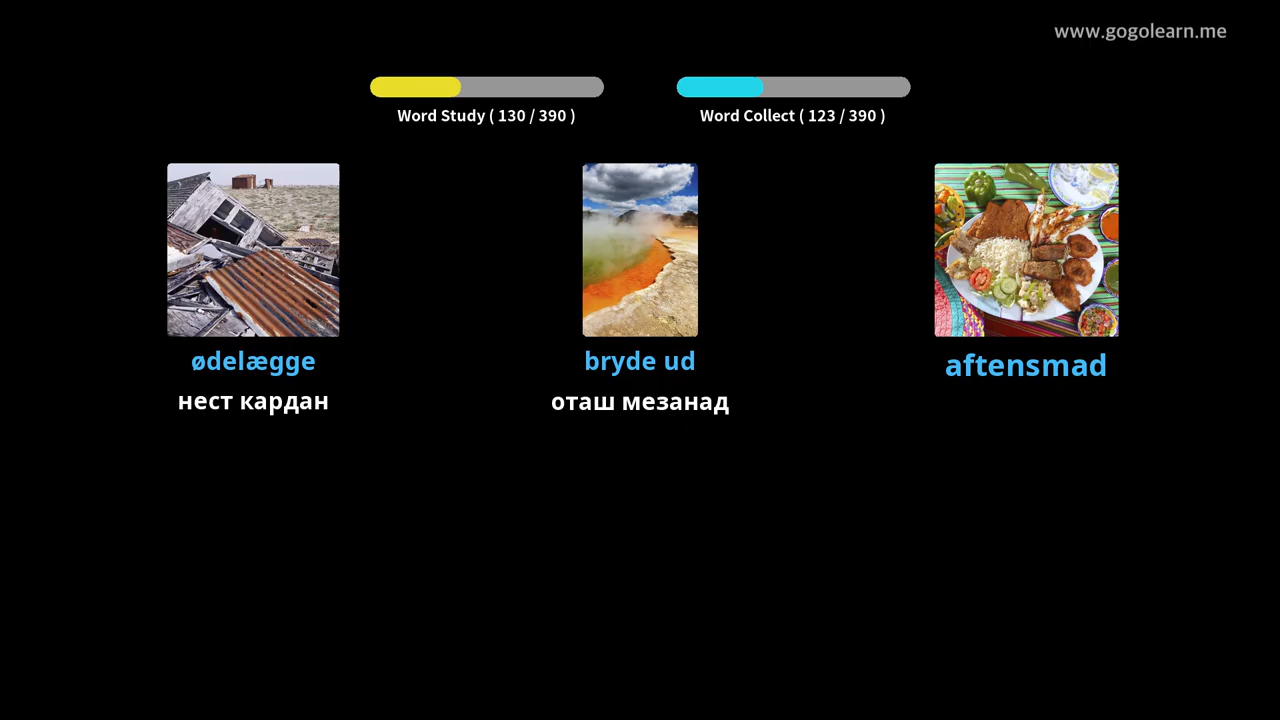 www.gogolearn.me
Word Study ( 130 / 390 )
Word Collect ( 123 / 390 )
ødelægge
нест кардан
bryde ud
оташ мезанад
aftensmad